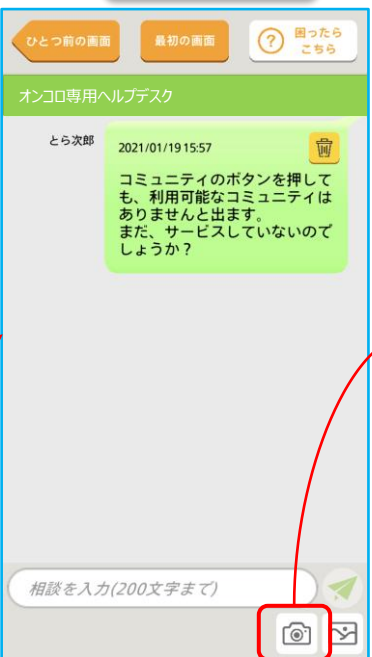 ひとつ前の画面
最初の画面
?
困ったら
こちら
オンコロ専用ヘルプデスク
とら次郎
2021/01/19 15:57
コミュニティのボタンを押して
も、利用可能なコミュニティは
ありませんと出ます。
まだ、サービスしていないので
しょうか？
相談を入力(200文字まで)